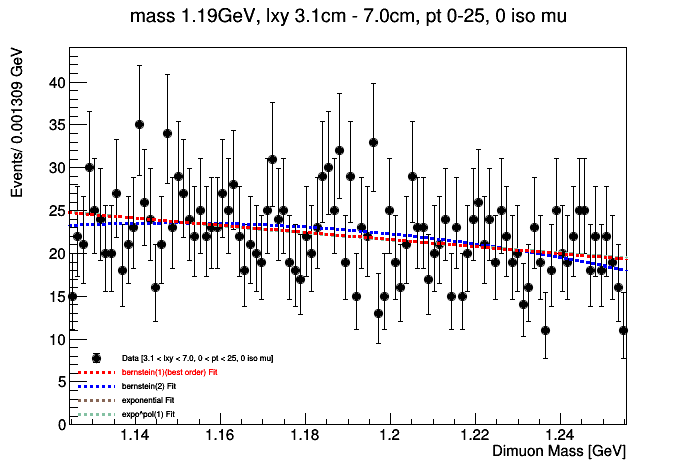 mass 1.19GeV, lxy 3.1cm - 7.0cm, pt 0-25, 0 iso mu
Events/ 0.001309 GeV
40
35
30
25
20
15
10
5
0
Data [3.1 < lxy < 7.0, 0 < pt < 25, 0 iso mu]
bernstein(1)(best order) Fit
bernstein(2) Fit
exponential Fit
expo*pol(1) Fit
1.14 1.16 1.18 1.2 1.22 1.24
Dimuon Mass [GeV]